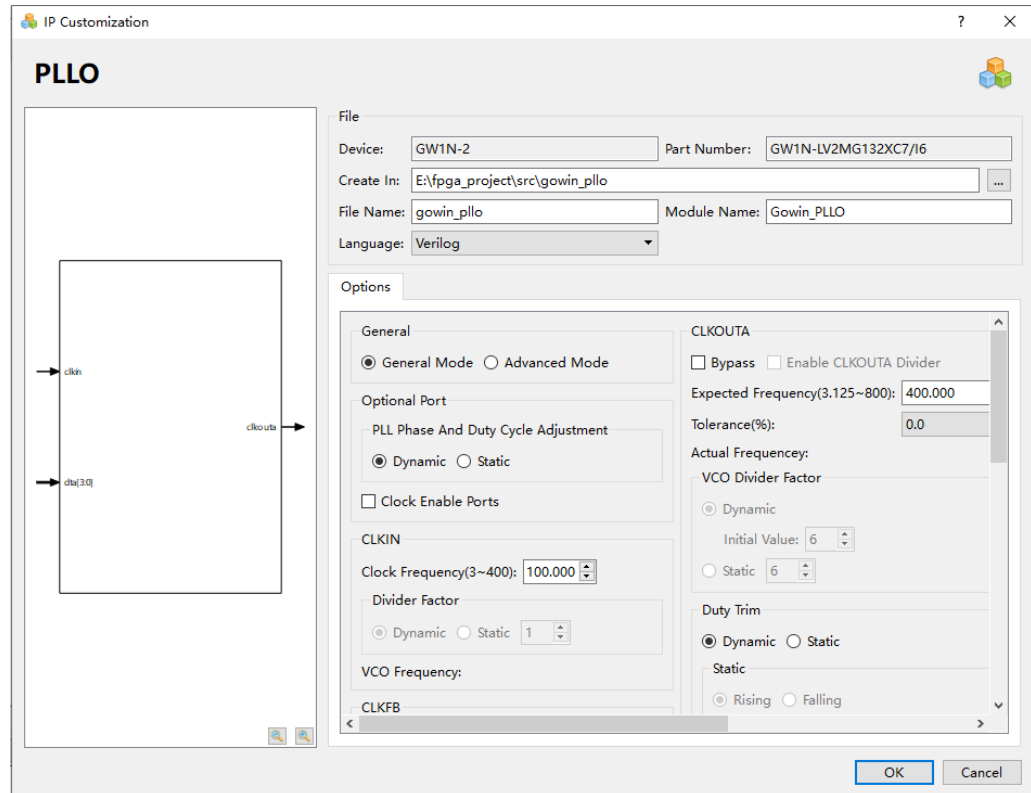 IP Customization
?
PLLO
File
Device: GW1N-2 Part Number: GW1N-LV2MG132XC7/I6
Create In: E:\fpga_project\src\gowin_pllo ...
File Name: gowin_pllo Module Name: Gowin_PLLO
Language: Verilog
Options
clkin
dta(3:0)
clkouta
General
General Mode Advanced Mode
Optional Port
PLL Phase And Duty Cycle Adjustment
Dynamic Static
Clock Enable Ports
CLKIN
Clock Frequency(3~400): 100.000
Divider Factor
Dynamic Static 1
VCO Frequency:
CLKFB
CLKOUTA
Bypass Enable CLKOUTA Divider
Expected Frequency(3.125~800): 400.000
Tolerance(%): 0.0
Actual Frequencey:
VCO Divider Factor
Dynamic
Initial Value: 6
Static 6
Duty Trim
Dynamic Static
Static
Rising Falling
OK Cancel